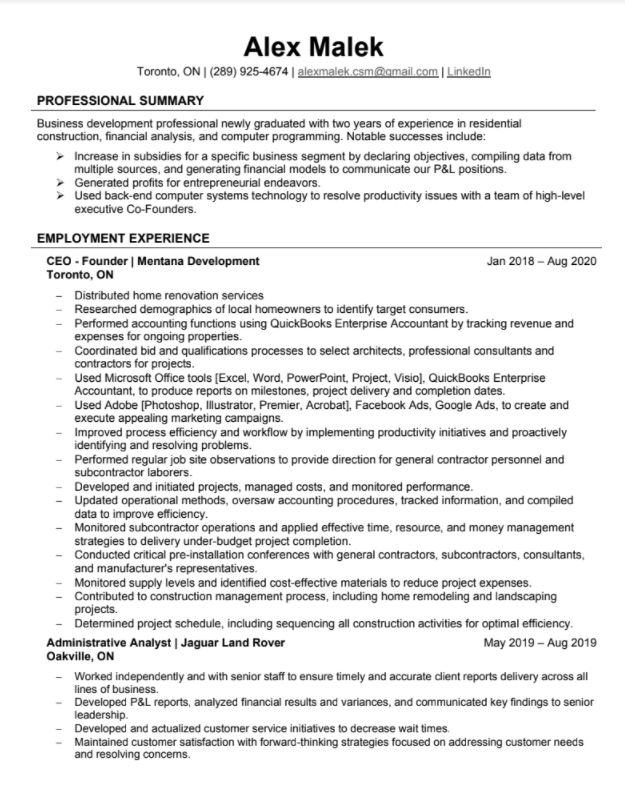 Alex Malek
Toronto, ON | (289) 925-4674 | alexmalek.csm@gmail.com | LinkedIn
PROFESSIONAL SUMMARY
Business development professional newly graduated with two years of experience in residential
construction, financial analysis, and computer programming. Notable successes include:
➤ Increase in subsidies for a specific business segment by declaring objectives, compiling data from
multiple sources, and generating financial models to communicate our P&L positions.
➤ Generated profits for entrepreneurial endeavors.
➤ Used back-end computer systems technology to resolve productivity issues with a team of high-level
executive Co-Founders.
EMPLOYMENT EXPERIENCE
CEO - Founder | Mentana Development Jan 2018 – Aug 2020
Toronto, ON
– Distributed home renovation services
– Researched demographics of local homeowners to identify target consumers.
– Performed accounting functions using QuickBooks Enterprise Accountant by tracking revenue and
expenses for ongoing properties.
– Coordinated bid and qualifications processes to select architects, professional consultants and
contractors for projects.
– Used Microsoft Office tools [Excel, Word, PowerPoint, Project, Visio], QuickBooks Enterprise
Accountant, to produce reports on milestones, project delivery and completion dates.
– Used Adobe [Photoshop, Illustrator, Premier, Acrobat], Facebook Ads, Google Ads, to create and
execute appealing marketing campaigns.
– Improved process efficiency and workflow by implementing productivity initiatives and proactively
identifying and resolving problems.
– Performed regular job site observations to provide direction for general contractor personnel and
subcontractor laborers.
– Developed and initiated projects, managed costs, and monitored performance.
– Updated operational methods, oversaw accounting procedures, tracked information, and compiled
data to improve efficiency.
– Monitored subcontractor operations and applied effective time, resource, and money management
strategies to delivery under-budget project completion.
– Conducted critical pre-installation conferences with general contractors, subcontractors, consultants,
and manufacturer's representatives.
– Monitored supply levels and identified cost-effective materials to reduce project expenses.
– Contributed to construction management process, including home remodeling and landscaping
projects.
– Determined project schedule, including sequencing all construction activities for optimal efficiency.
Administrative Analyst | Jaguar Land Rover May 2019 – Aug 2019
Oakville, ON
– Worked independently and with senior staff to ensure timely and accurate client reports delivery across all
lines of business.
– Developed P&L reports, analyzed financial results and variances, and communicated key findings to senior
leadership.
– Developed and actualized customer service initiatives to decrease wait times.
– Maintained customer satisfaction with forward-thinking strategies focused on addressing customer needs
and resolving concerns.